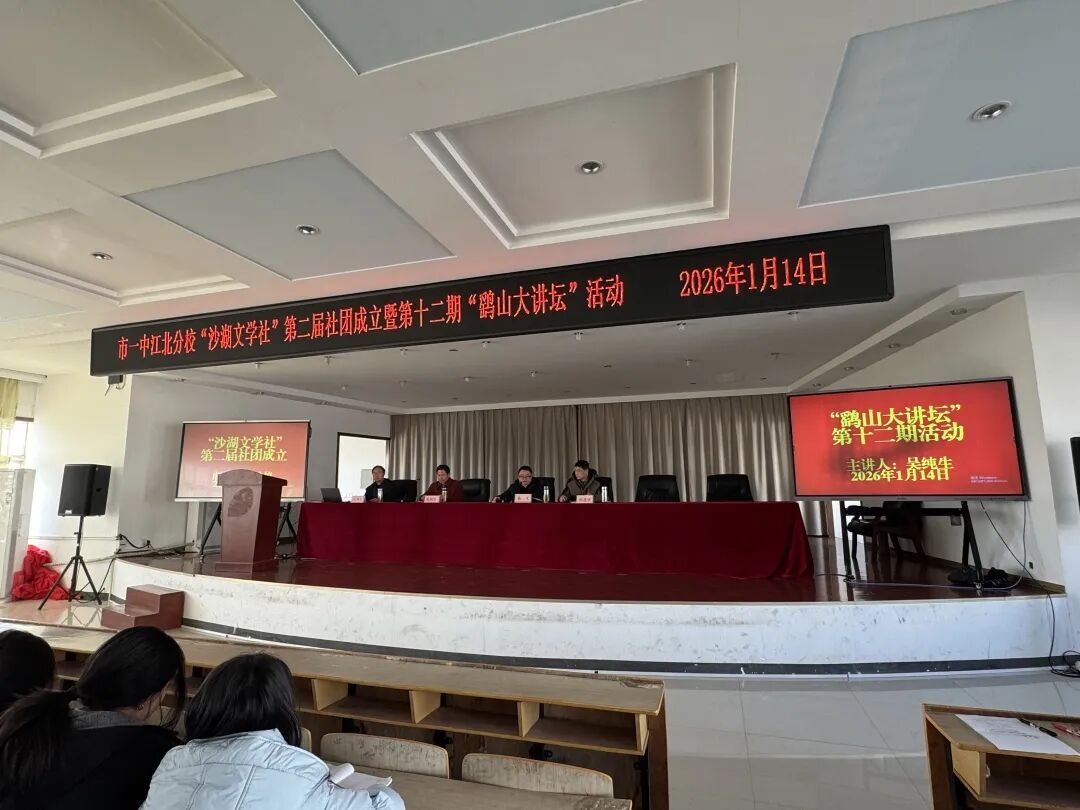 市一中江北分校“沙湖文学社”第二届社团成立暨第十二期“鹞山大讲坛”活动 2026年1月14日
“沙湖文学社”
第二届社团成立
“鹞山大讲坛”
第十二期活动
主讲人：吴纯牛
2026年1月14日